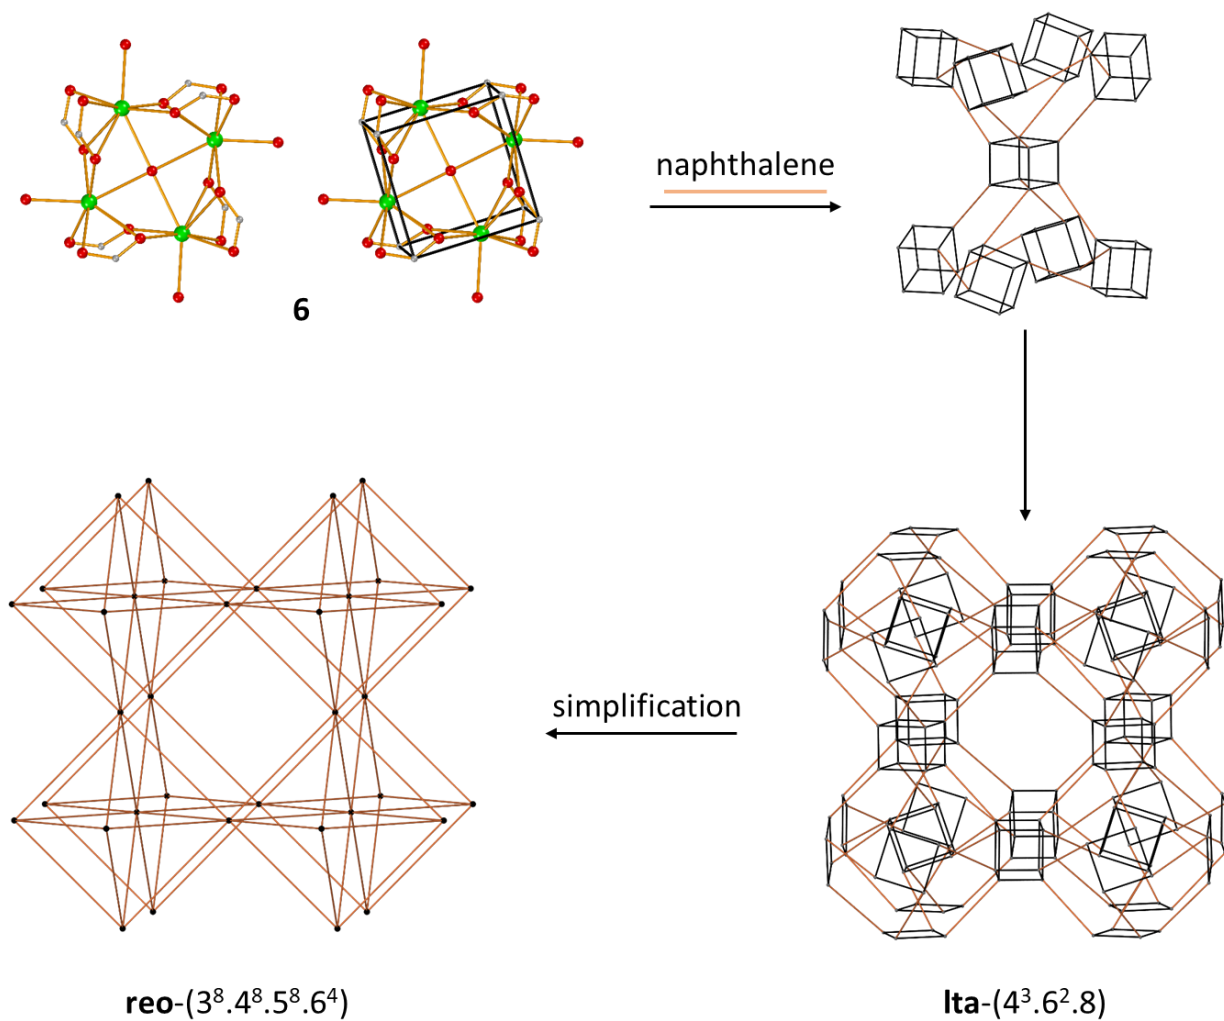 naphthalene
6
simplification
reo-(3⁸.4⁸.5⁸.6⁴)
lta-(4³.6².8)